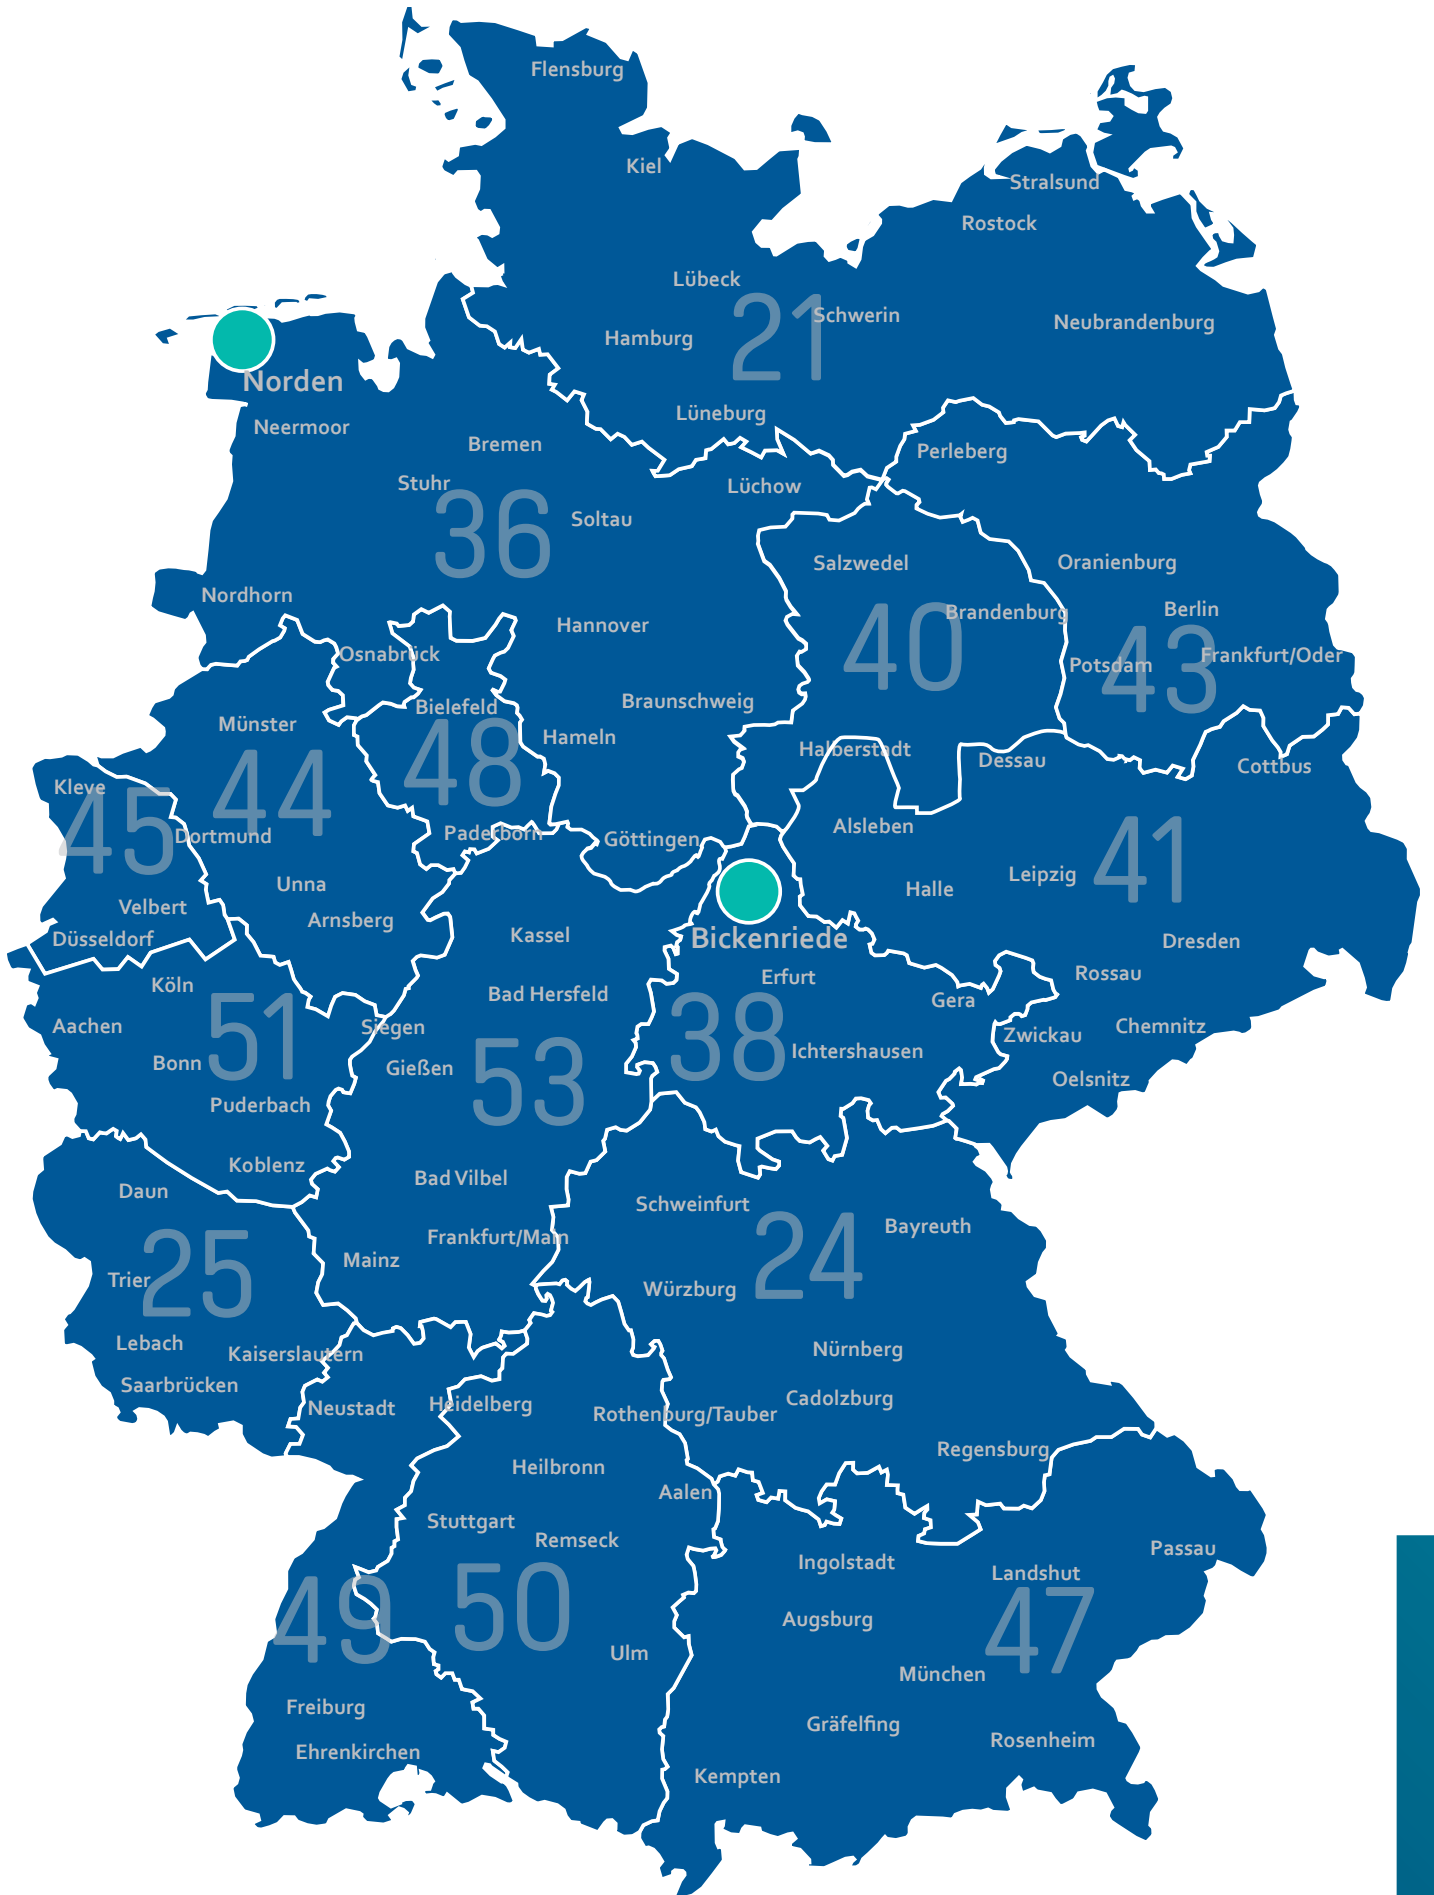 Flensburg
Kiel
Stralsund
Rostock
Lübeck
21
Schwerin
Neubrandenburg
Hamburg
Norden
Lüneburg
Neermoor
Bremen
Perleberg
Stuhr
Lüchow
36
Soltau
Salzwedel
Oranienburg
Nordhorn
Berlin
Brandenburg
Hannover
40
Osnabrück
Frankfurt/Oder
Potsdam
43
Braunschweig
Bielefeld
Münster
Hameln
Halberstadt
48
Dessau
Cottbus
Kleve
44
45
Alsleben
Dortmund
Paderborn
Göttingen
41
Leipzig
Unna
Halle
Velbert
Arnsberg
Kassel
Düsseldorf
Bickenriede
Dresden
Rossau
Erfurt
Köln
Bad Hersfeld
Gera
Aachen
51
Siegen
38
Zwickau
Chemnitz
Ichtershausen
Bonn
Gießen
53
Oelsnitz
Puderbach
Koblenz
Bad Vilbel
Daun
Schweinfurt
Bayreuth
Frankfurt/Main
24
Mainz
Trier
25
Würzburg
Lebach
Kaiserslautern
Nürnberg
Saarbrücken
Cadolzburg
Neustadt
Heidelberg
Rothenburg/Tauber
Regensburg
Heilbronn
Aalen
Stuttgart
Remseck
Passau
Ingolstadt
Landshut
49
50
Augsburg
47
Ulm
München
Freiburg
Gräfelfing
Rosenheim
Ehrenkirchen
Kempten